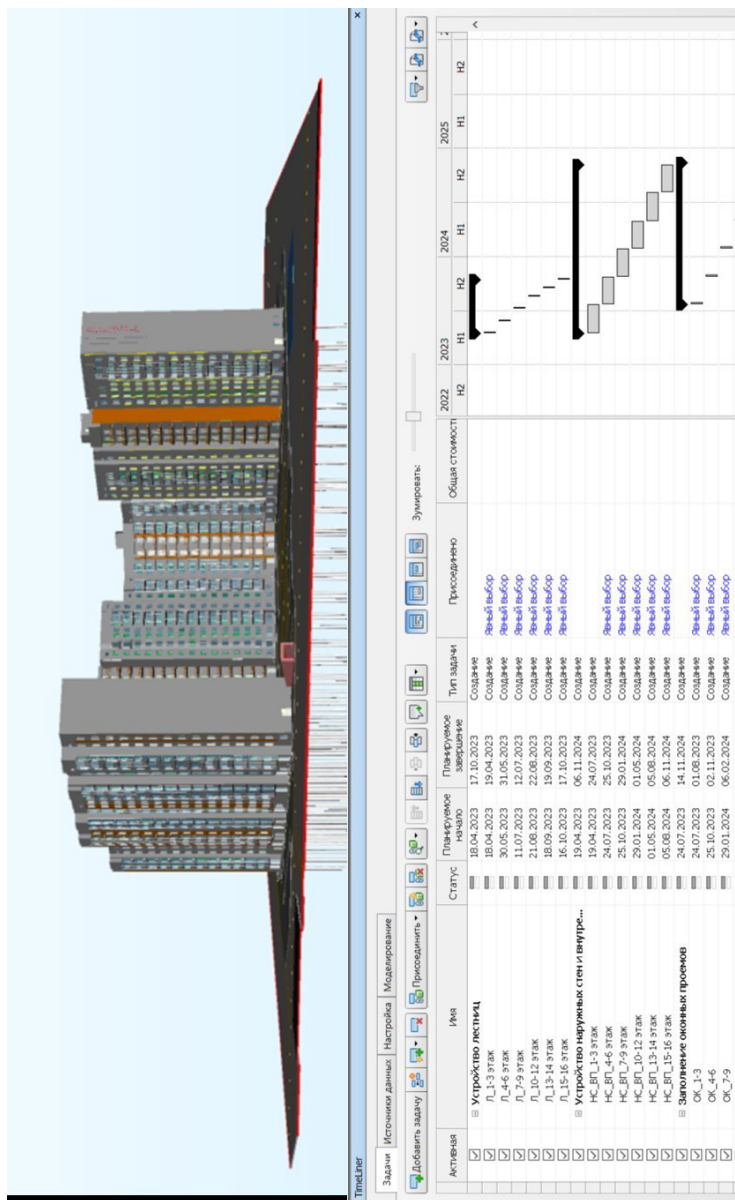 TimeLiner
Задачи Источники данных Настройка Моделирование
Добавить задачу Присоединить Зумировать:
Активная Имя Статус Планируемое начало Планируемое завершение Тип задачи Присоединено Общая стоимость 2022 2023 2024 2025
H2 H1 H2 H1 H2 H1 H2
Устройство лестниц 18.04.2023 17.10.2023 Создание
Л_1-3 этаж 18.04.2023 19.04.2023 Создание Явный выбор
Л_4-6 этаж 30.05.2023 31.05.2023 Создание Явный выбор
Л_7-9 этаж 11.07.2023 12.07.2023 Создание Явный выбор
Л_10-12 этаж 21.08.2023 22.08.2023 Создание Явный выбор
Л_13-14 этаж 18.09.2023 19.09.2023 Создание Явный выбор
Л_15-16 этаж 16.10.2023 17.10.2023 Создание Явный выбор
Устройство наружных стен и внутре... 19.04.2023 06.11.2024 Создание
НС_ВП_1-3 этаж 19.04.2023 24.07.2023 Создание
НС_ВП_4-6 этаж 24.07.2023 25.10.2023 Создание Явный выбор
НС_ВП_7-9 этаж 25.10.2023 29.01.2024 Создание Явный выбор
НС_ВП_10-12 этаж 29.01.2024 01.05.2024 Создание Явный выбор
НС_ВП_13-14 этаж 01.05.2024 05.08.2024 Создание Явный выбор
НС_ВП_15-16 этаж 05.08.2024 06.11.2024 Создание Явный выбор
Заполнение оконных проемов 24.07.2023 14.11.2024 Создание
ОК_1-3 24.07.2023 01.08.2023 Создание Явный выбор
ОК_4-6 25.10.2023 02.11.2023 Создание Явный выбор
ОК_7-9 29.01.2024 06.02.2024 Создание Явный выбор